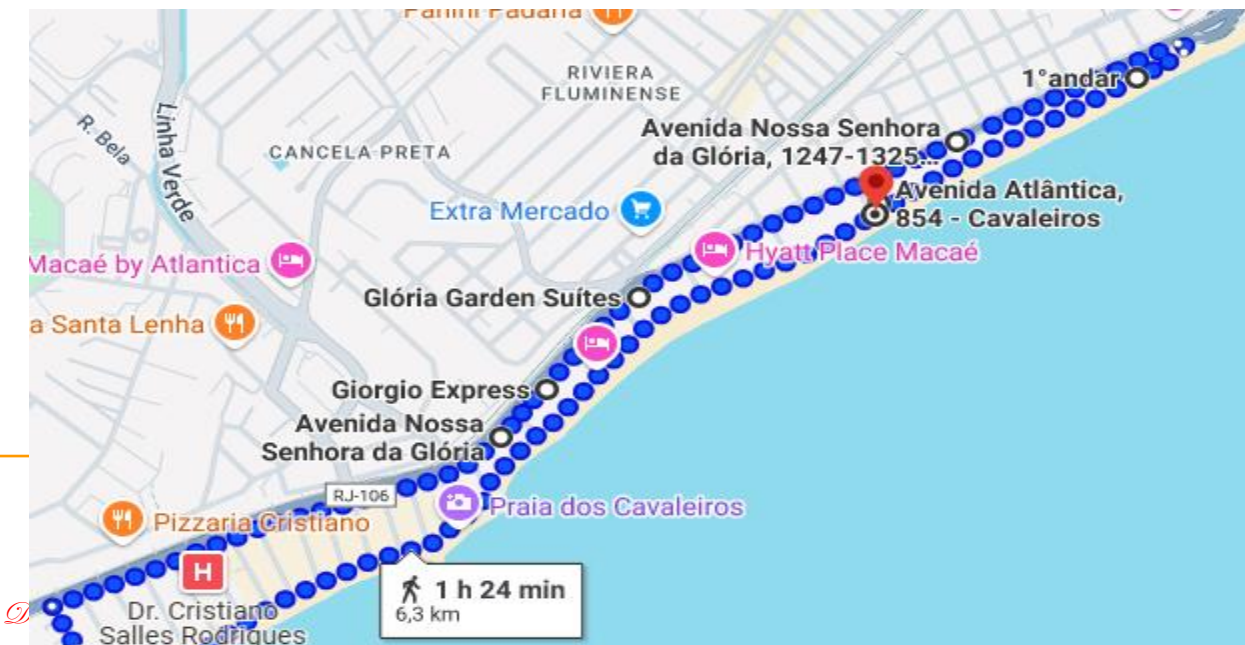 Panini Padaria
RIVIERA
FLUMINENSE
1°andar
R. Bela
Linha Verde
CANCELA PRETA
Avenida Nossa Senhora
da Glória, 1247-1325...
Avenida Atlântica,
854 - Cavaleiros
Extra Mercado
Hyatt Place Macaé
Macaé by Atlantica
Glória Garden Suítes
a Santa Lenha
Giorgio Express
Avenida Nossa
Senhora da Glória
RJ-106
Praia dos Cavaleiros
Pizzaria Cristiano
H
1 h 24 min
6,3 km
Dr. Cristiano
Salles Rodrigues